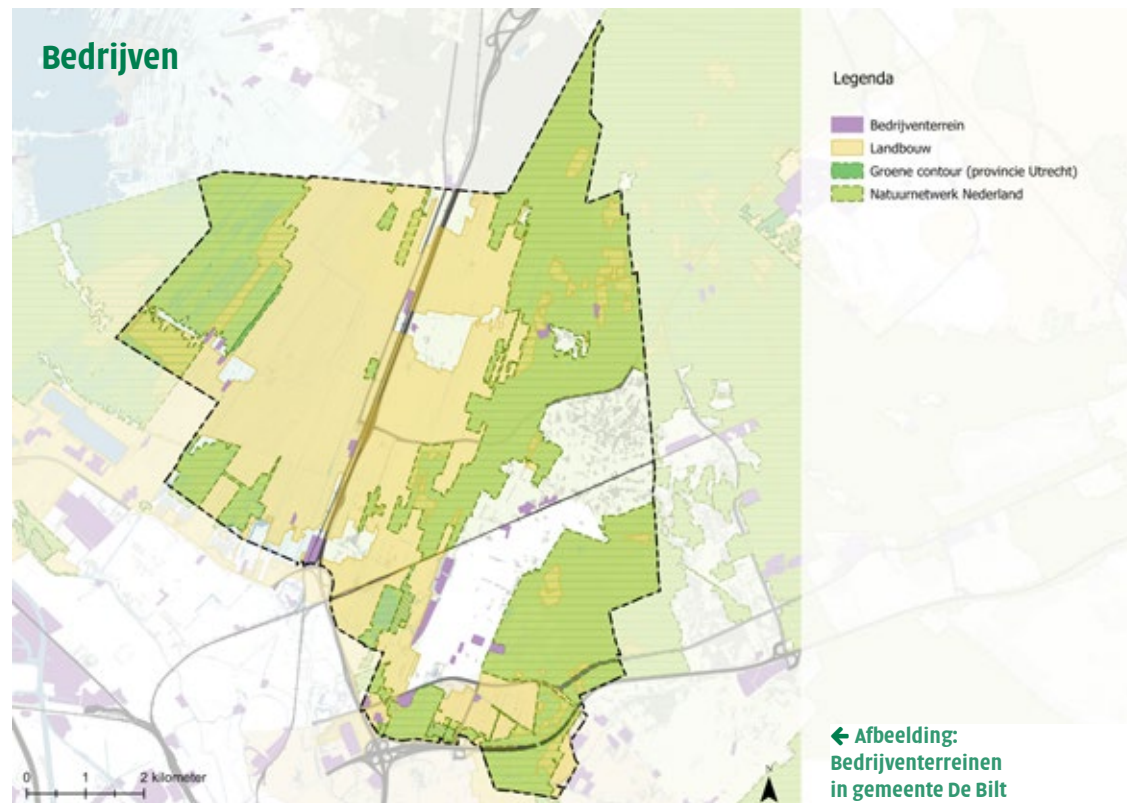 Bedrijven
Legenda
Bedrijventerrein
Landbouw
Groene contour (provincie Utrecht)
Natuurnetwerk Nederland
← Afbeelding:
Bedrijventerreinen
in gemeente De Bilt
0 1 2 kilometer
N